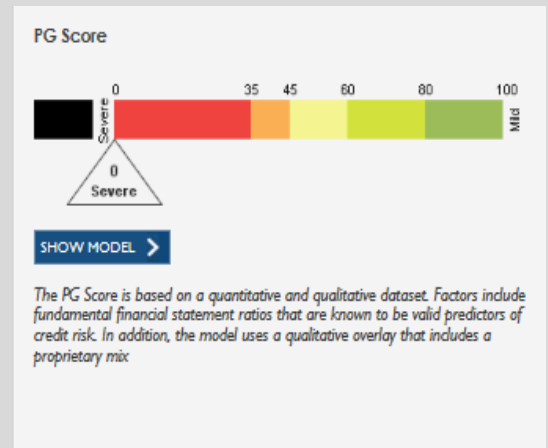 PG Score
0 35 45 60 80 100
Severe
Mild
0
Severe
SHOW MODEL
The PG Score is based on a quantitative and qualitative dataset. Factors include
fundamental financial statement ratios that are known to be valid predictors of
credit risk. In addition, the model uses a qualitative overlay that includes a
proprietary mix